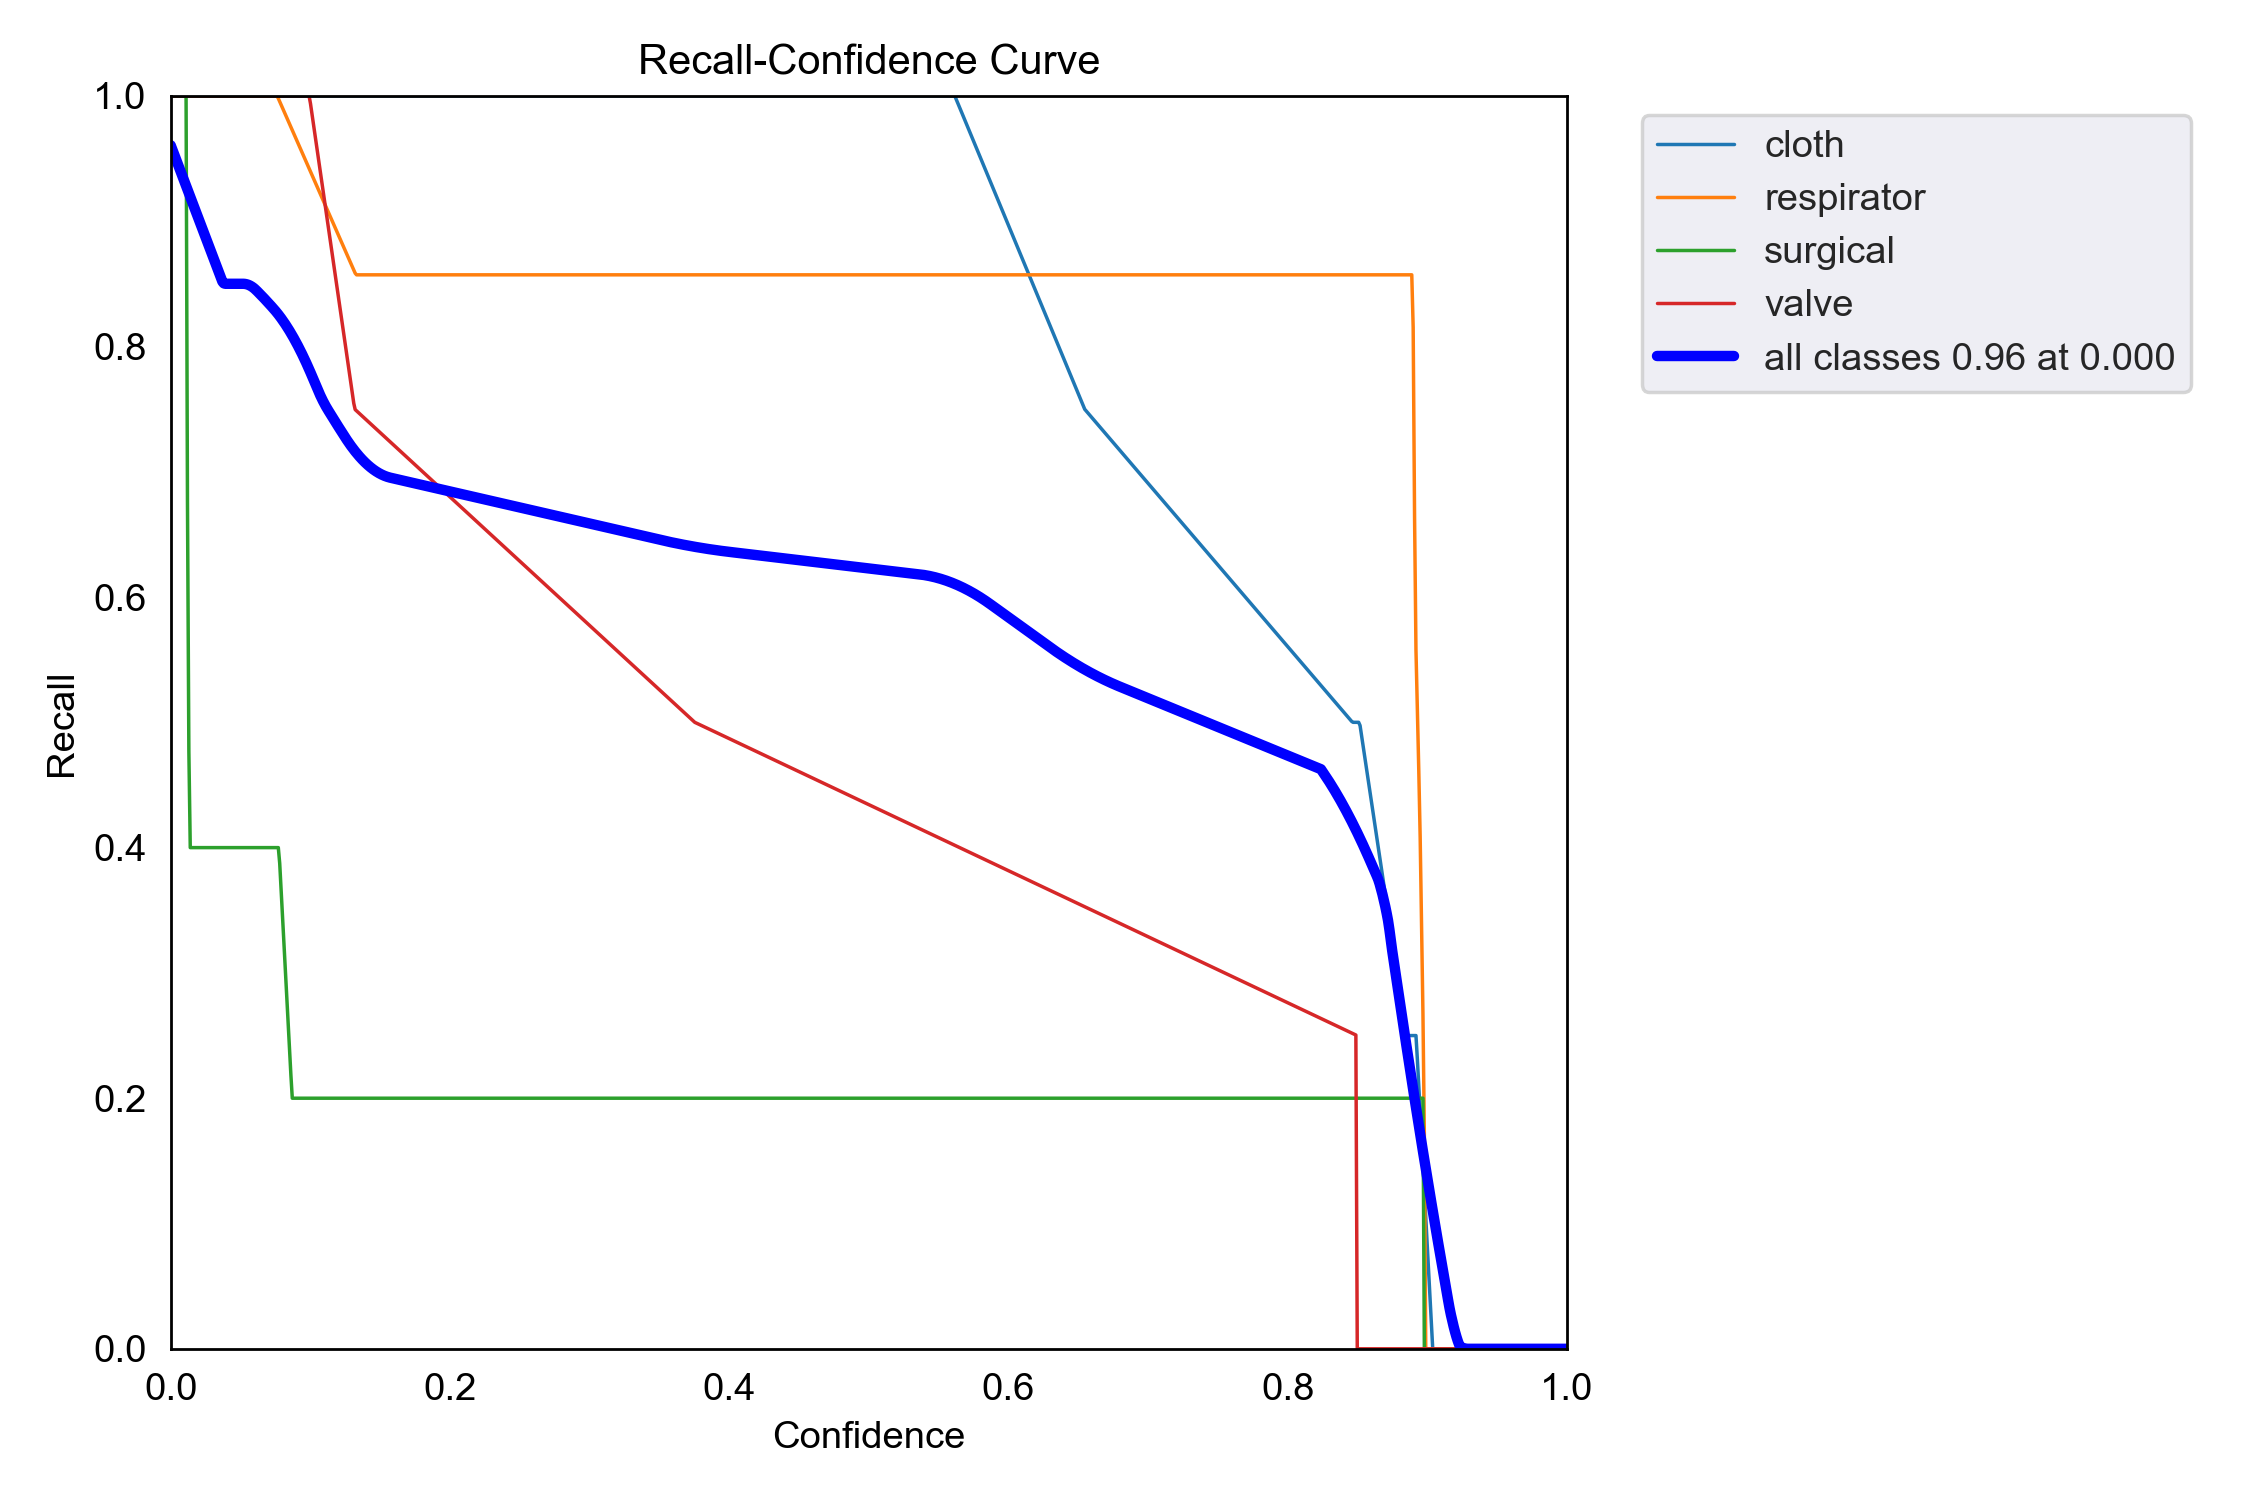 Recall-Confidence Curve
1.0
0.8
0.6
0.4
0.2
0.0
Recall
0.0 0.2 0.4 0.6 0.8 1.0
Confidence
cloth
respirator
surgical
valve
all classes 0.96 at 0.000